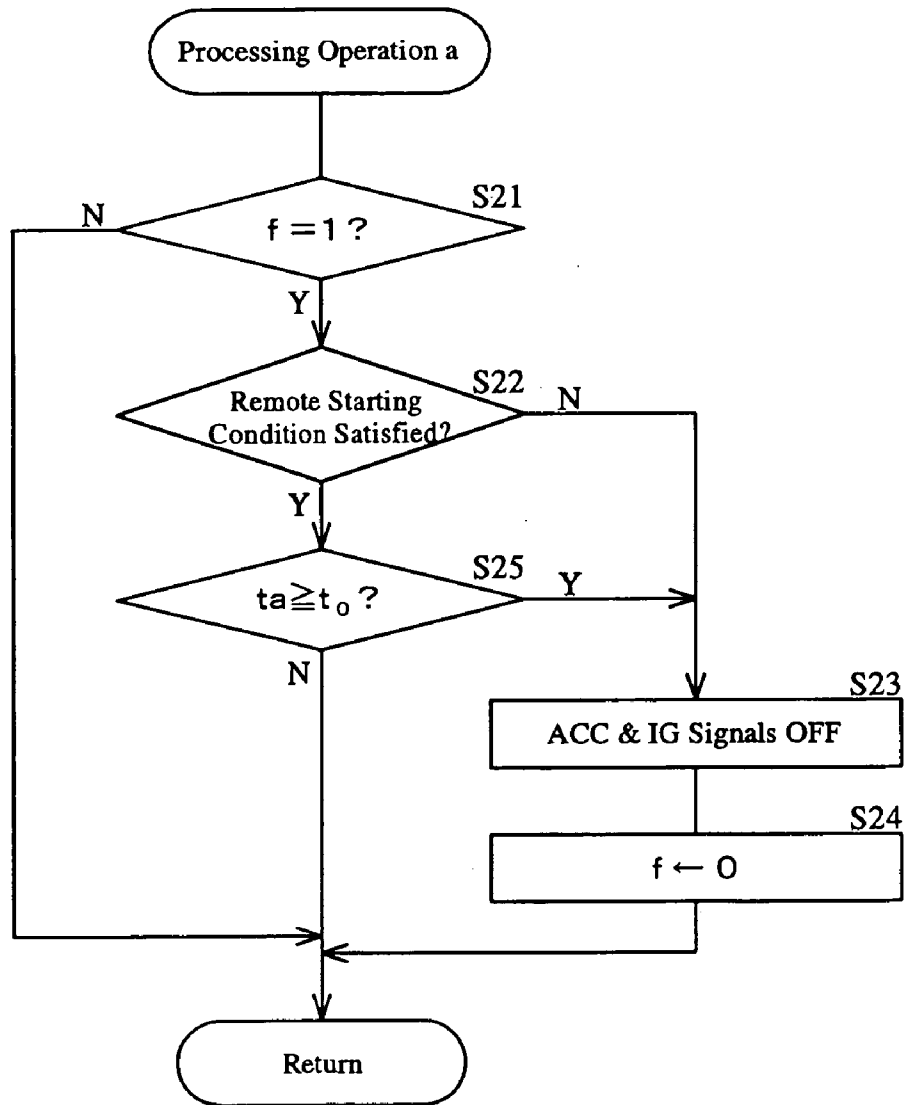 Processing Operation a
S21
N
f=1?
Y
S22
N
Remote Starting
Condition Satisfied?
Y
S25
ta≧t₀?
Y
N
S23
ACC & IG Signals OFF
S24
f ← 0
Return